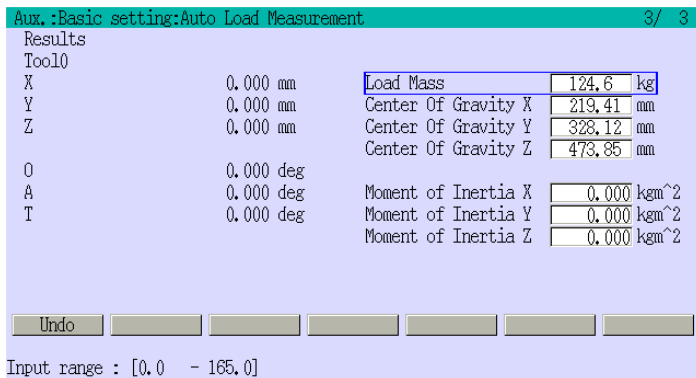 Aux.:Basic setting:Auto Load Measurement 3/ 3
Results
Tool0
X 0.000 mm Load Mass 124.6 kg
Y 0.000 mm Center Of Gravity X 219.41 mm
Z 0.000 mm Center Of Gravity Y 328.12 mm
Center Of Gravity Z 473.85 mm
O 0.000 deg
A 0.000 deg Moment of Inertia X 0.000 kgm^2
T 0.000 deg Moment of Inertia Y 0.000 kgm^2
Moment of Inertia Z 0.000 kgm^2
Undo
Input range : [0.0 - 165.0]